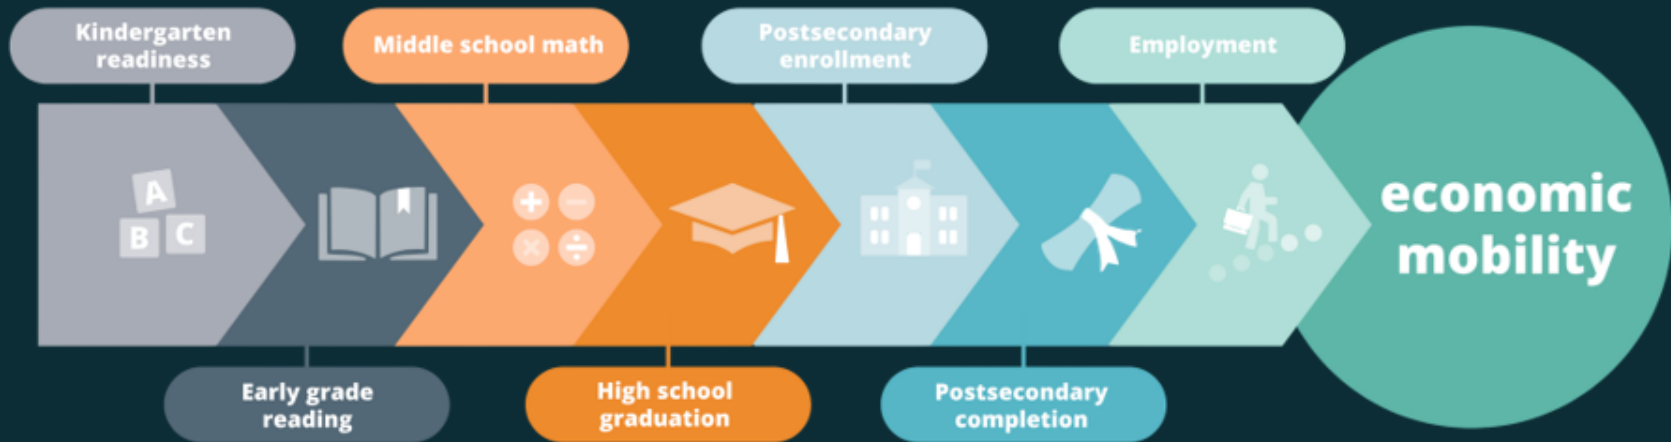 Kindergarten
readiness
Middle school math
Postsecondary
enrollment
Employment
A
B
C
economic
mobility
Early grade
reading
High school
graduation
Postsecondary
completion